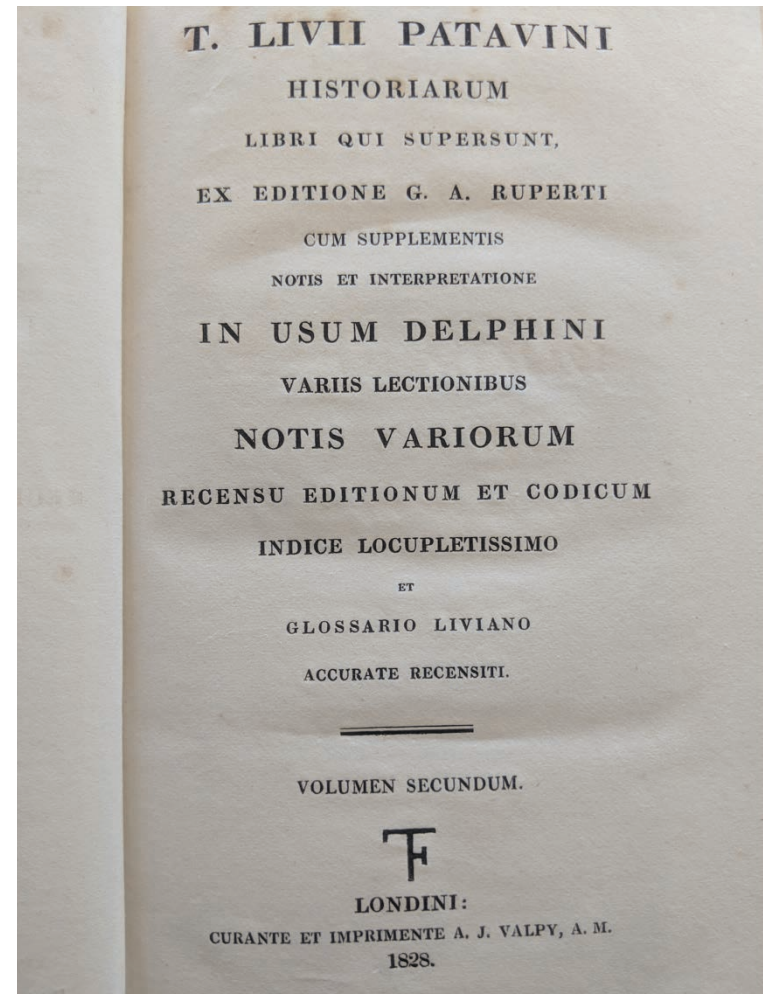 T. LIVII PATAVINI
HISTORIARUM
LIBRI QUI SUPERSUNT,
EX EDITIONE G. A. RUPERTI
CUM SUPPLEMENTIS
NOTIS ET INTERPRETATIONE
IN USUM DELPHINI
VARIIS LECTIONIBUS
NOTIS VARIORUM
RECENSU EDITIONUM ET CODICUM
INDICE LOCUPLETISSIMO
ET
GLOSSARIO LIVIANO
ACCURATE RECENSITI.
VOLUMEN SECUNDUM.
LONDINI:
CURANTE ET IMPRIMENTE A. J. VALPY, A. M.
1828.